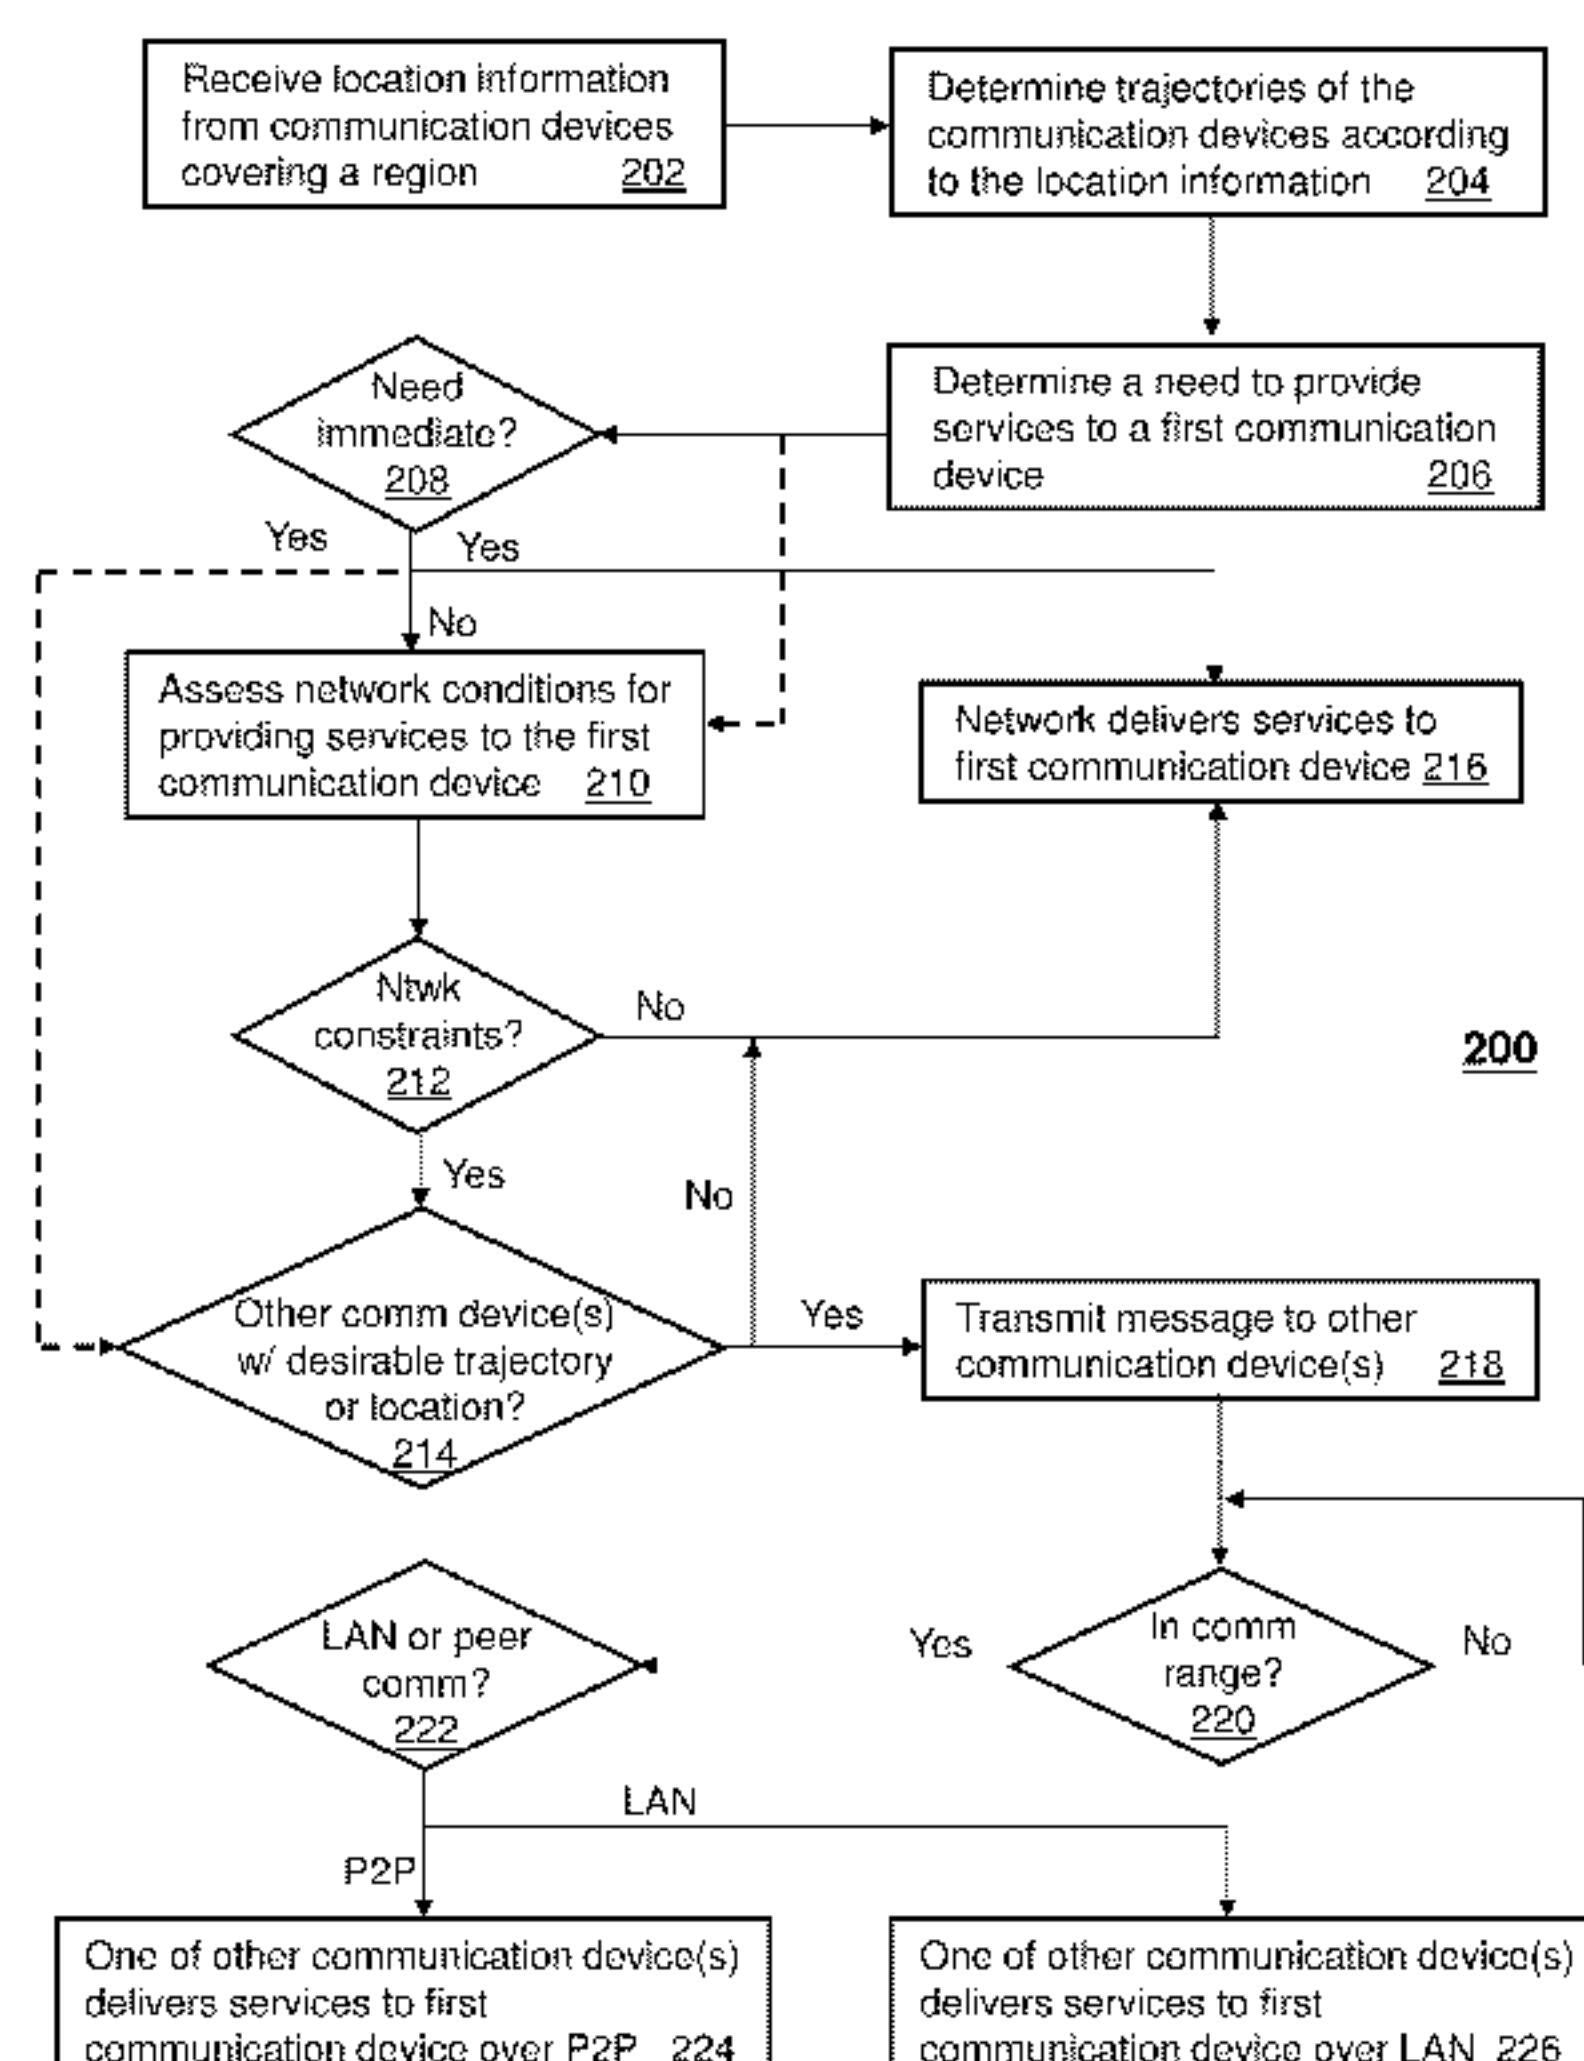 Receive location information
from communication devices
covering a region 202
Determine trajectories of the
communication devices according
to the location information 204
Need
immediate?
208
Determine a need to provide
services to a first communication
device 206
Yes
Yes
No
Assess network conditions for
providing services to the first
communication device 210
Network delivers services to
first communication device 216
Ntwk
constraints?
212
No
200
Yes
No
Other comm device(s)
w/ desirable trajectory
or location?
214
Yes
Transmit message to other
communication device(s) 218
LAN or peer
comm?
222
Yes
In comm
range?
220
No
LAN
P2P
One of other communication device(s)
delivers services to first
communication device over P2P 224
One of other communication device(s)
delivers services to first
communication device over LAN 226